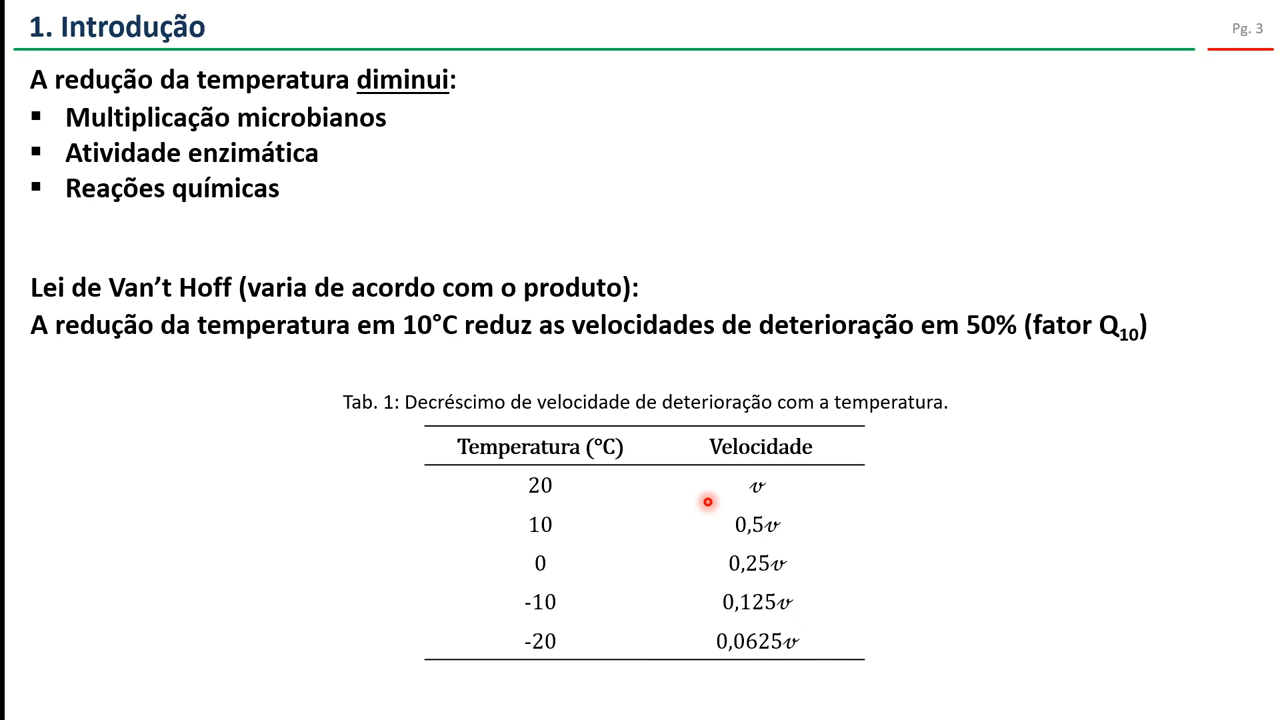 1. Introdução
Pg. 3
A redução da temperatura diminui:
▪ Multiplicação microbianos
▪ Atividade enzimática
▪ Reações químicas
Lei de Van’t Hoff (varia de acordo com o produto):
A redução da temperatura em 10°C reduz as velocidades de deterioração em 50% (fator Q₁₀)
Tab. 1: Decréscimo de velocidade de deterioração com a temperatura.
Temperatura (°C) Velocidade
20 𝓋
10 0,5𝓋
0 0,25𝓋
-10 0,125𝓋
-20 0,0625𝓋